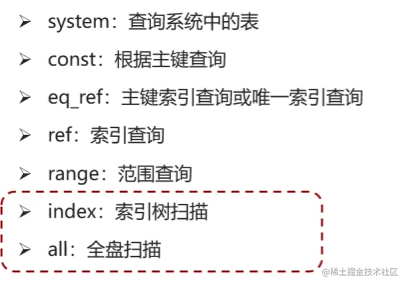 ➢ system：查询系统中的表
➢ const：根据主键查询
➢ eq_ref：主键索引查询或唯一索引查询
➢ ref：索引查询
➢ range：范围查询
➢ index：索引树扫描
➢ all：全盘扫描
@稀土掘金技术社区